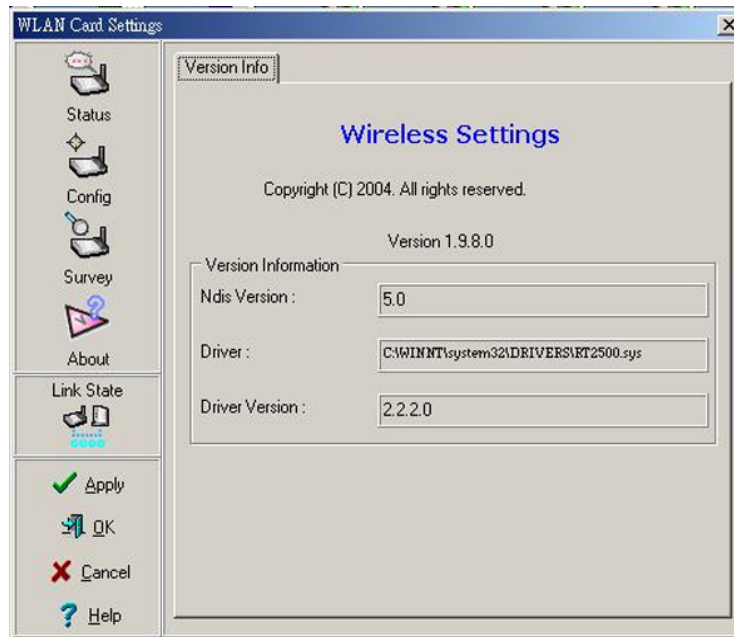 WLAN Card Settings
Status
Config
Survey
About
Link State
Apply
OK
Cancel
Help
Version Info
Wireless Settings
Copyright (C) 2004. All rights reserved.
Version 1.9.8.0
Version Information
Ndis Version : 5.0
Driver : C:\WINNT\system32\DRIVERS\RT2500.sys
Driver Version : 2.2.2.0